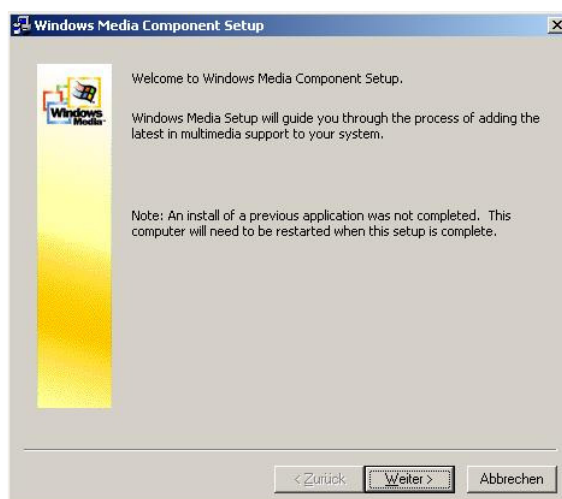 Windows Media Component Setup
Windows
Media
Welcome to Windows Media Component Setup.
Windows Media Setup will guide you through the process of adding the
latest in multimedia support to your system.
Note: An install of a previous application was not completed.  This
computer will need to be restarted when this setup is complete.
< Zurück
Weiter >
Abbrechen